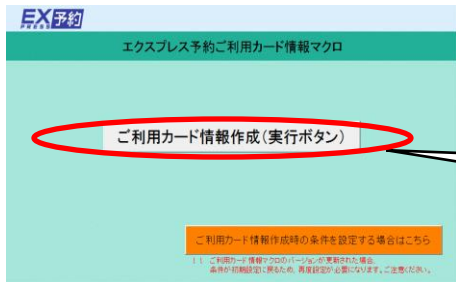 EX予約
PRESS
エクスプレス予約ご利用カード情報マクロ
ご利用カード情報作成(実行ボタン)
ご利用カード情報作成時の条件を設定する場合はこちら
!! ご利用カード情報マクロのバージョンが更新された場合、
条件が初期設定に戻るため、再度設定が必要になります。ご注意ください。